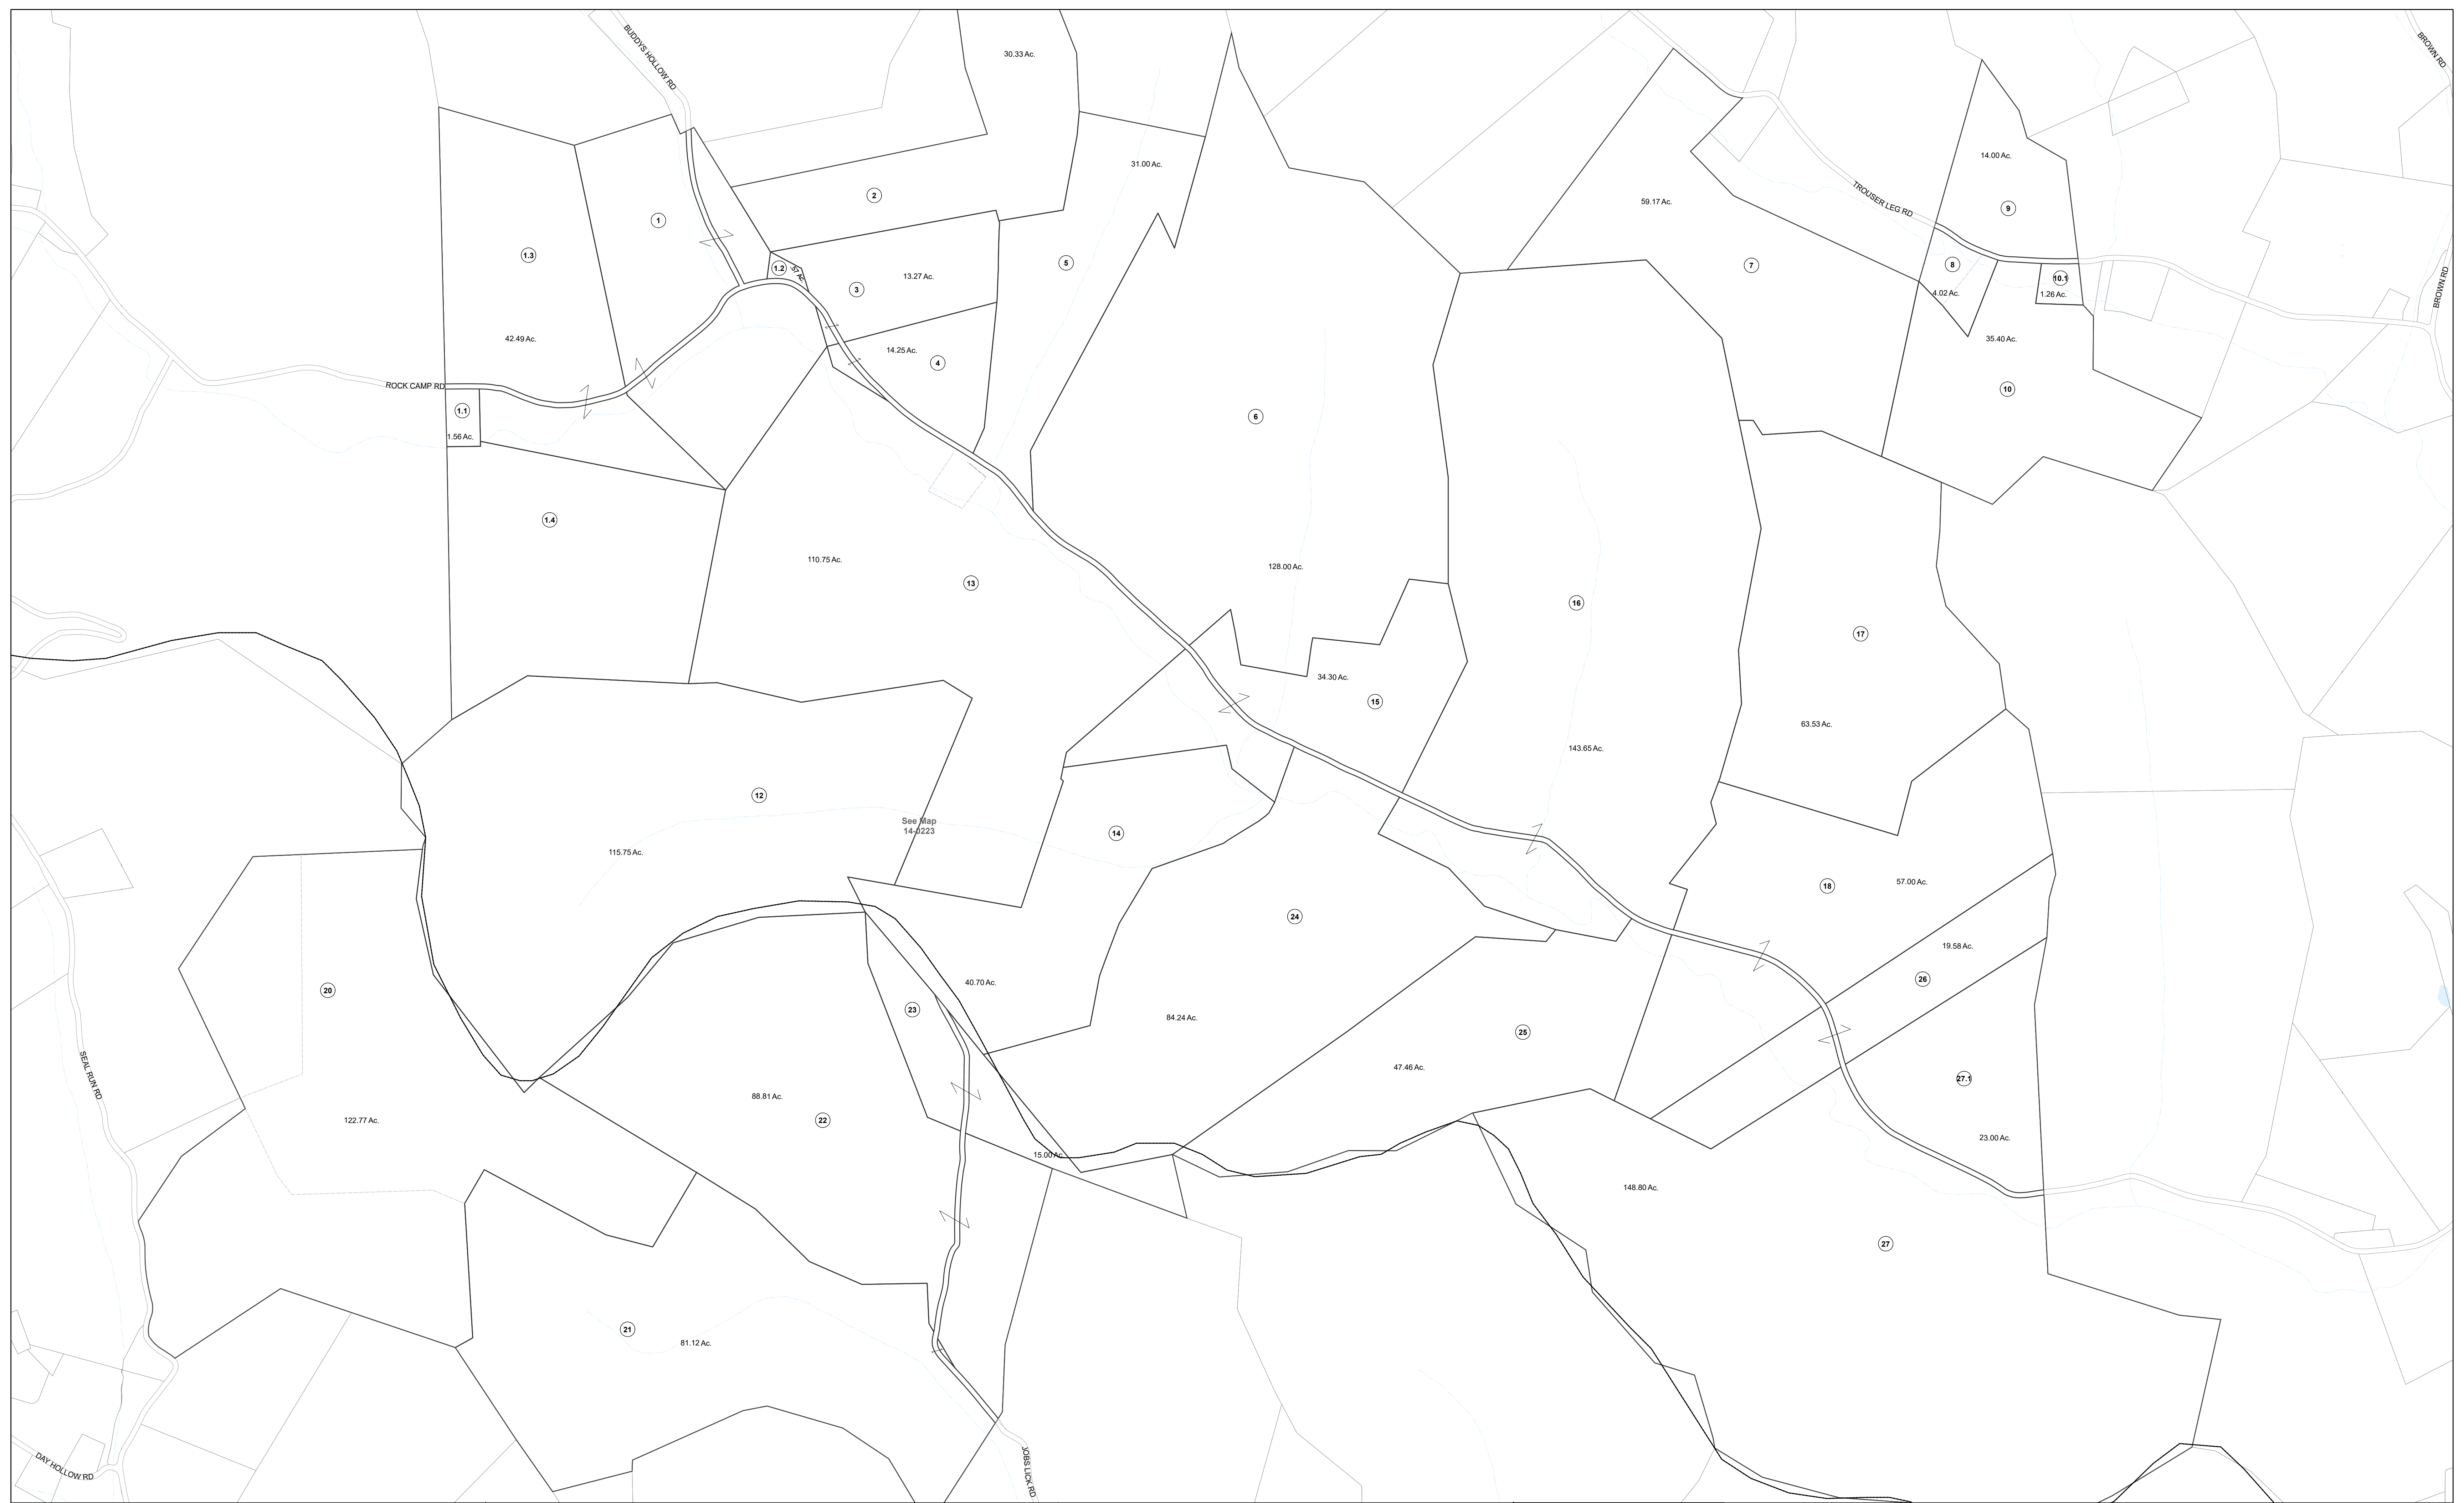 BUDDYS HOLLOW RD
BROWN RD
30.33 Ac.
31.00 Ac.
14.00 Ac.
TROUSER LEG RD
2
59.17 Ac.
9
1
1.3
5
7
8
1.2
.57 Ac.
13.27 Ac.
3
10.1
BROWN RD
4.02 Ac.
1.26 Ac.
42.49 Ac.
14.25 Ac.
4
35.40 Ac.
ROCK CAMP RD
10
1.1
6
1.56 Ac.
1.4
110.75 Ac.
128.00 Ac.
13
16
17
34.30 Ac.
15
63.53 Ac.
143.65 Ac.
12
See Map
14-0223
14
115.75 Ac.
57.00 Ac.
18
24
19.58 Ac.
26
20
40.70 Ac.
23
84.24 Ac.
25
SEAL RUN RD
47.46 Ac.
27.1
88.81 Ac.
122.77 Ac.
22
23.00 Ac.
15.00 Ac.
148.80 Ac.
27
21
81.12 Ac.
DAY HOLLOW RD
JOBS LICK RD